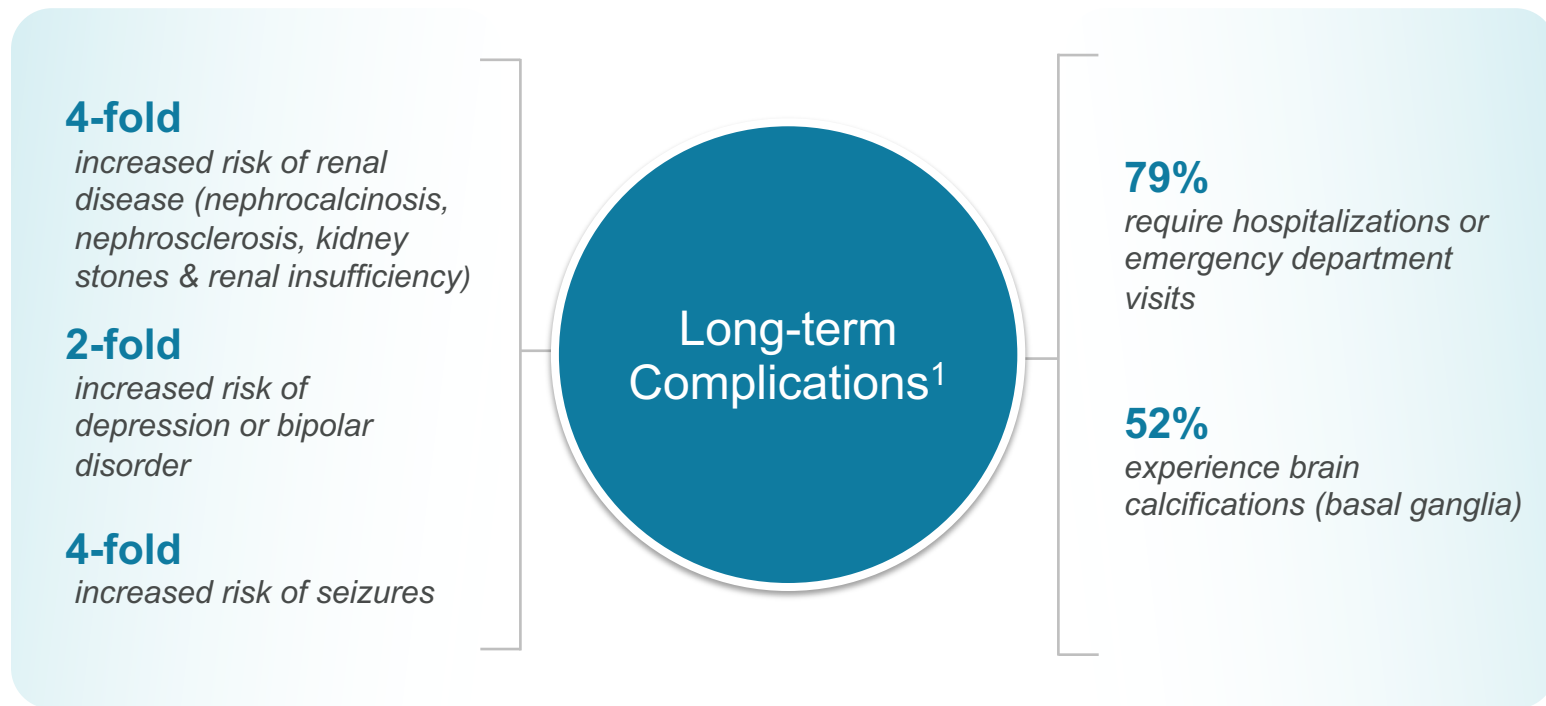 4-fold
increased risk of renal
disease (nephrocalcinosis,
nephrosclerosis, kidney
stones & renal insufficiency)
2-fold
increased risk of
depression or bipolar
disorder
4-fold
increased risk of seizures
Long-term
Complications¹
79%
require hospitalizations or
emergency department
visits
52%
experience brain
calcifications (basal ganglia)